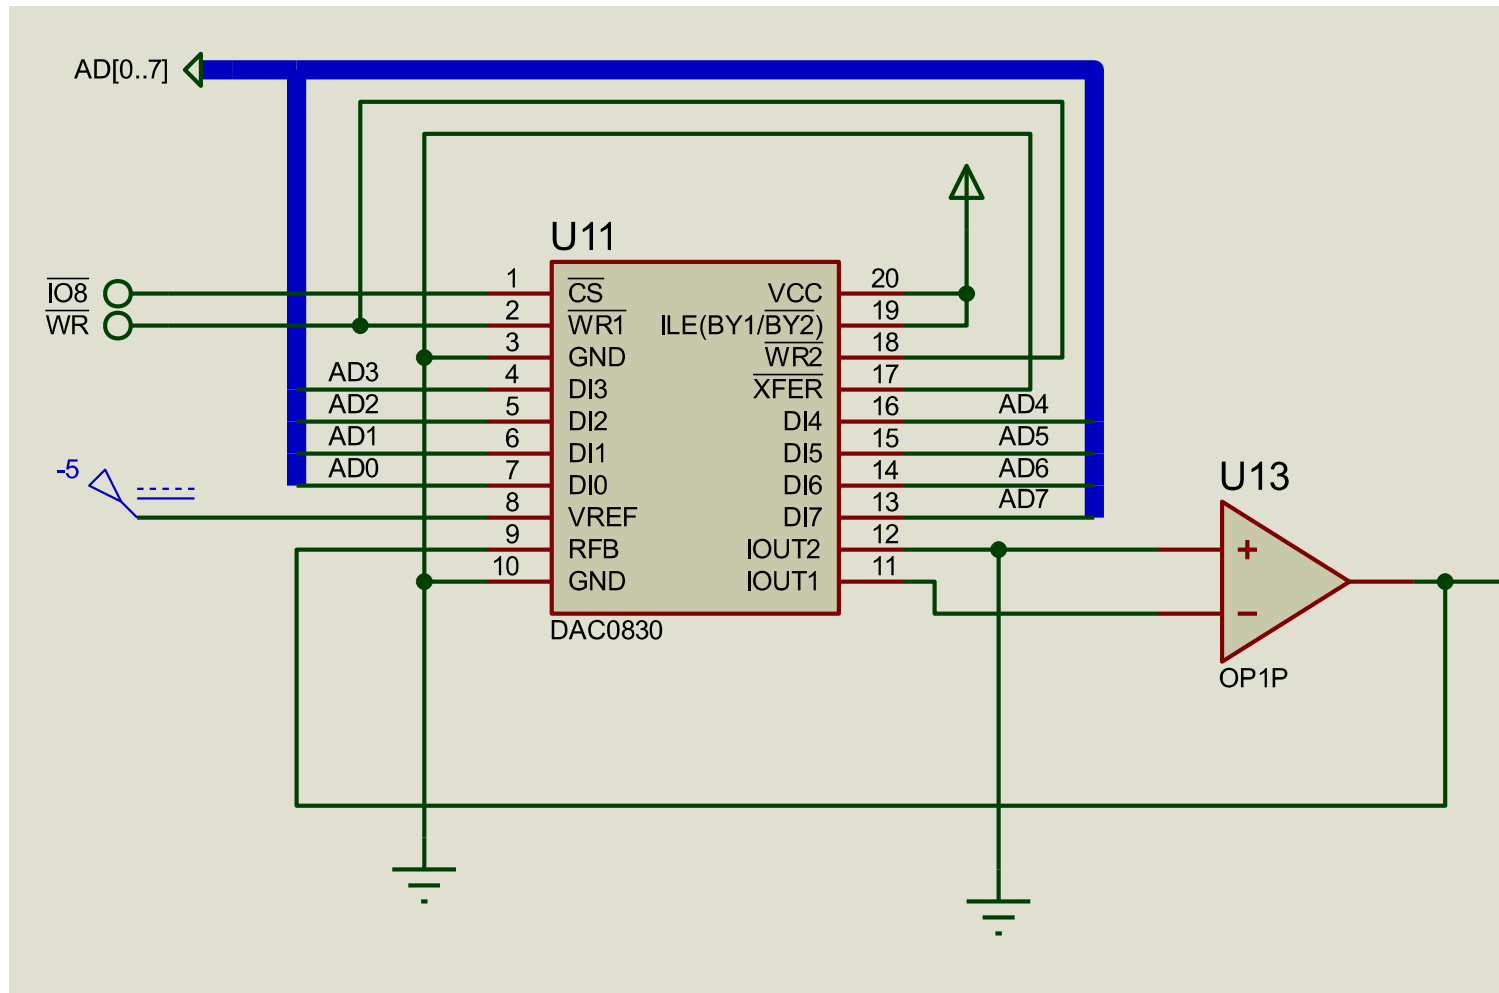 AD[0..7]
U11
IO8
WR
1 CS VCC 20
2 WR1 ILE(BY1/BY2) 19
3 GND WR2 18
AD3 4 DI3 XFER 17
AD2 5 DI2 DI4 16 AD4
AD1 6 DI1 DI5 15 AD5
AD0 7 DI0 DI6 14 AD6
-5 8 VREF DI7 13 AD7
9 RFB IOUT2 12
10 GND IOUT1 11
DAC0830
U13
+
−
OP1P